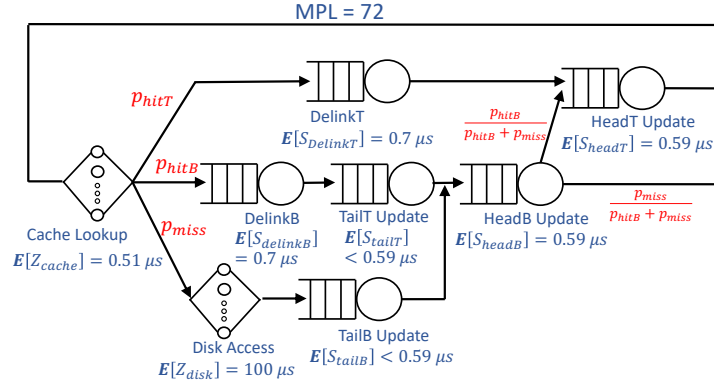 MPL = 72
p_hitT
DelinkT
E[S_DelinkT] = 0.7 μs
p_hitB / (p_hitB + p_miss)
HeadT Update
E[S_headT] = 0.59 μs
p_hitB
DelinkB
E[S_delinkB]
= 0.7 μs
TailT Update
E[S_tailT]
< 0.59 μs
HeadB Update
E[S_headB] = 0.59 μs
p_miss / (p_hitB + p_miss)
Cache Lookup
E[Z_cache] = 0.51 μs
p_miss
Disk Access
E[Z_disk] = 100 μs
TailB Update
E[S_tailB] < 0.59 μs